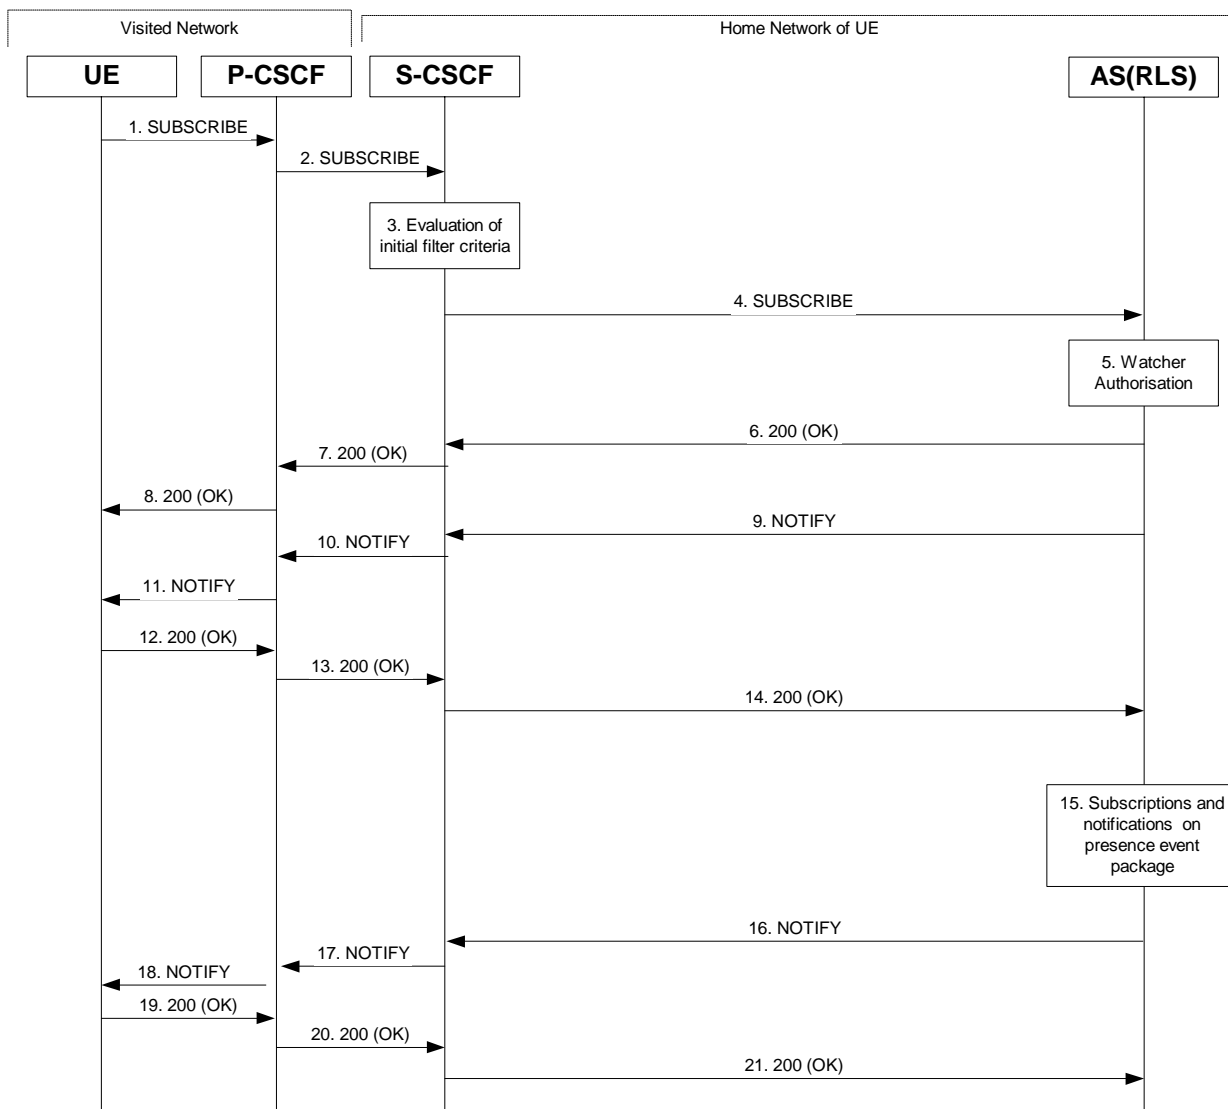 Visited Network
Home Network of UE
UE
P-CSCF
S-CSCF
AS(RLS)
1. SUBSCRIBE
2. SUBSCRIBE
3. Evaluation of
initial filter criteria
4. SUBSCRIBE
5. Watcher
Authorisation
6. 200 (OK)
7. 200 (OK)
8. 200 (OK)
9. NOTIFY
10. NOTIFY
11. NOTIFY
12. 200 (OK)
13. 200 (OK)
14. 200 (OK)
15. Subscriptions and
notifications on
presence event
package
16. NOTIFY
17. NOTIFY
18. NOTIFY
19. 200 (OK)
20. 200 (OK)
21. 200 (OK)